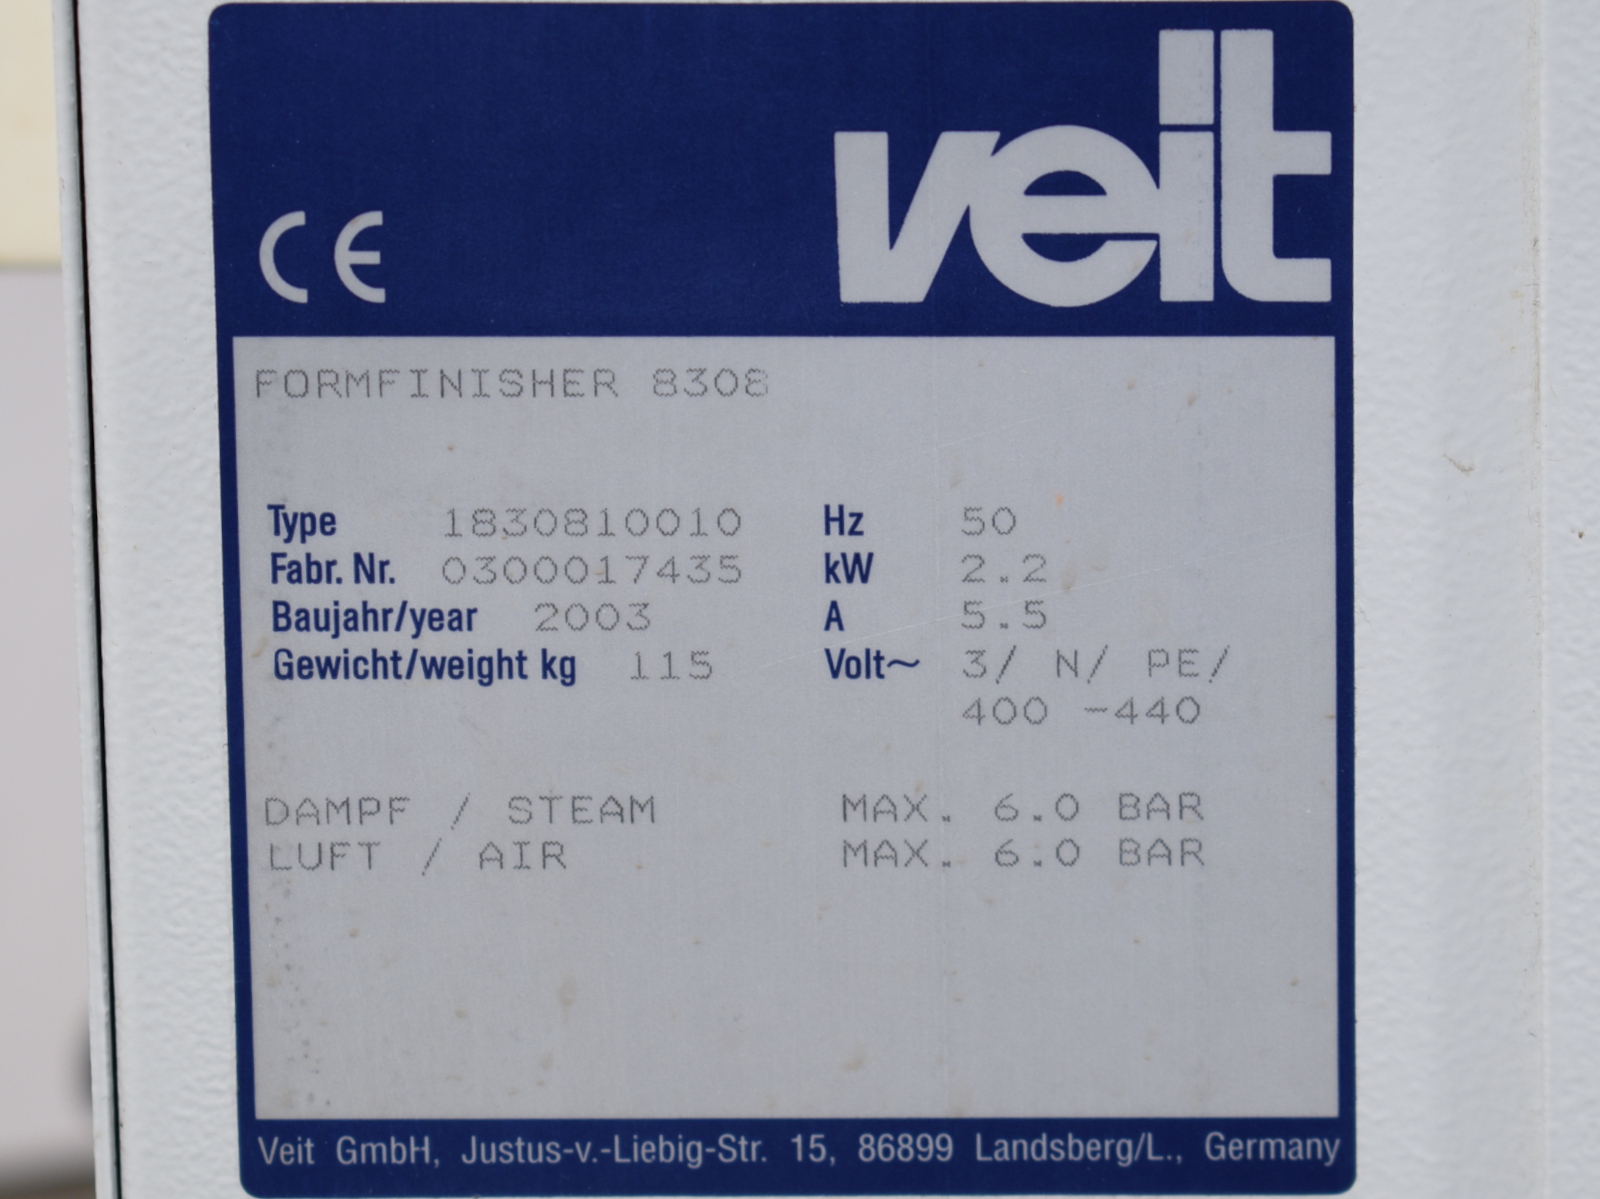 CE
veit
FORMFINISHER 8308
Type 1830810010 Hz 50
Fabr. Nr. 0300017435 kW 2.2
Baujahr/year 2003 A 5.5
Gewicht/weight kg 115 Volt~ 3/ N/ PE/
400 -440
DAMPF / STEAM MAX. 6.0 BAR
LUFT / AIR MAX. 6.0 BAR
Veit GmbH, Justus-v.-Liebig-Str. 15, 86899 Landsberg/L., Germany